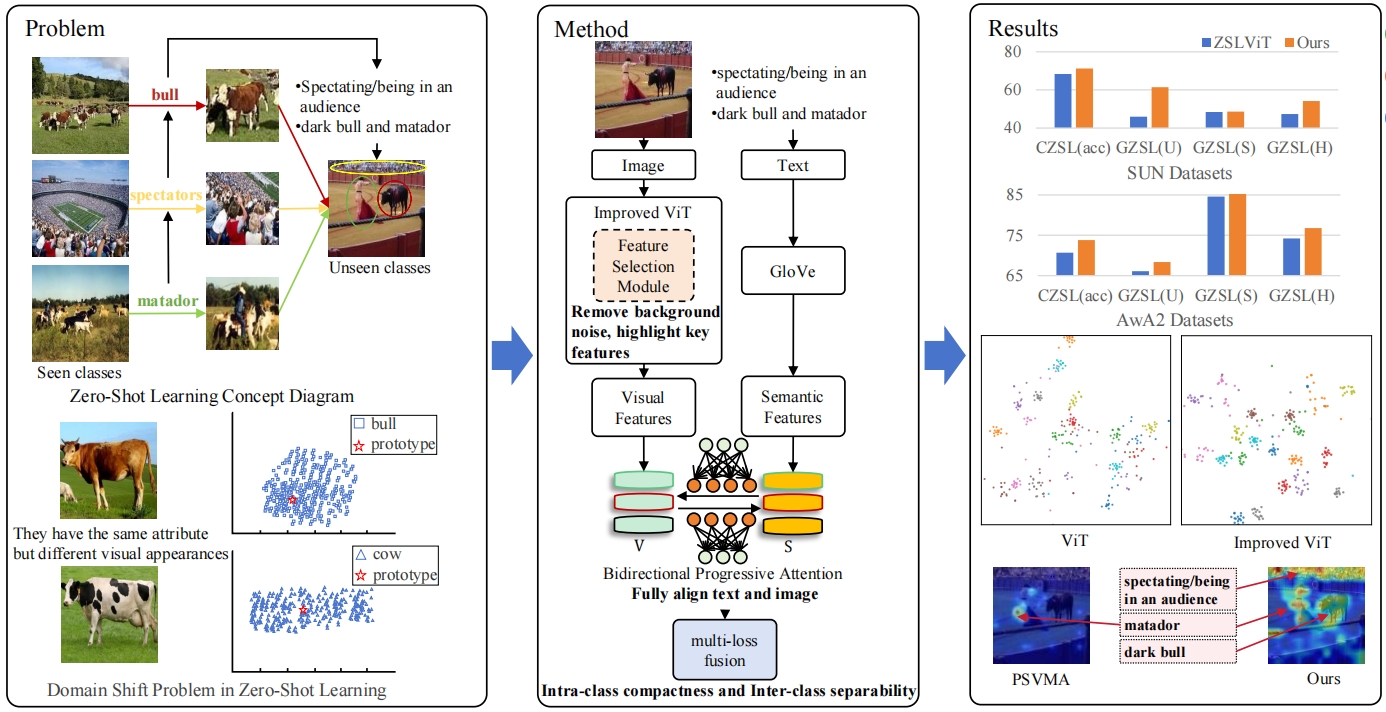 Problem
bull
•Spectating/being in an
audience
•dark bull and matador
spectators
matador
Unseen classes
Seen classes
Zero-Shot Learning Concept Diagram
bull
prototype
They have the same attribute
but different visual appearances
cow
prototype
Domain Shift Problem in Zero-Shot Learning
Method
•spectating/being in an
audience
•dark bull and matador
Image
Text
Improved ViT
Feature
Selection
Module
Remove background
noise, highlight key
features
GloVe
Visual
Features
Semantic
Features
V
S
Bidirectional Progressive Attention
Fully align text and image
multi-loss
fusion
Intra-class compactness and Inter-class separability
Results
ZSLViT
Ours
80
60
40
CZSL(acc)
GZSL(U)
GZSL(S)
GZSL(H)
SUN Datasets
85
75
65
CZSL(acc)
GZSL(U)
GZSL(S)
GZSL(H)
AwA2 Datasets
ViT
Improved ViT
spectating/being
in an audience
matador
dark bull
PSVMA
Ours